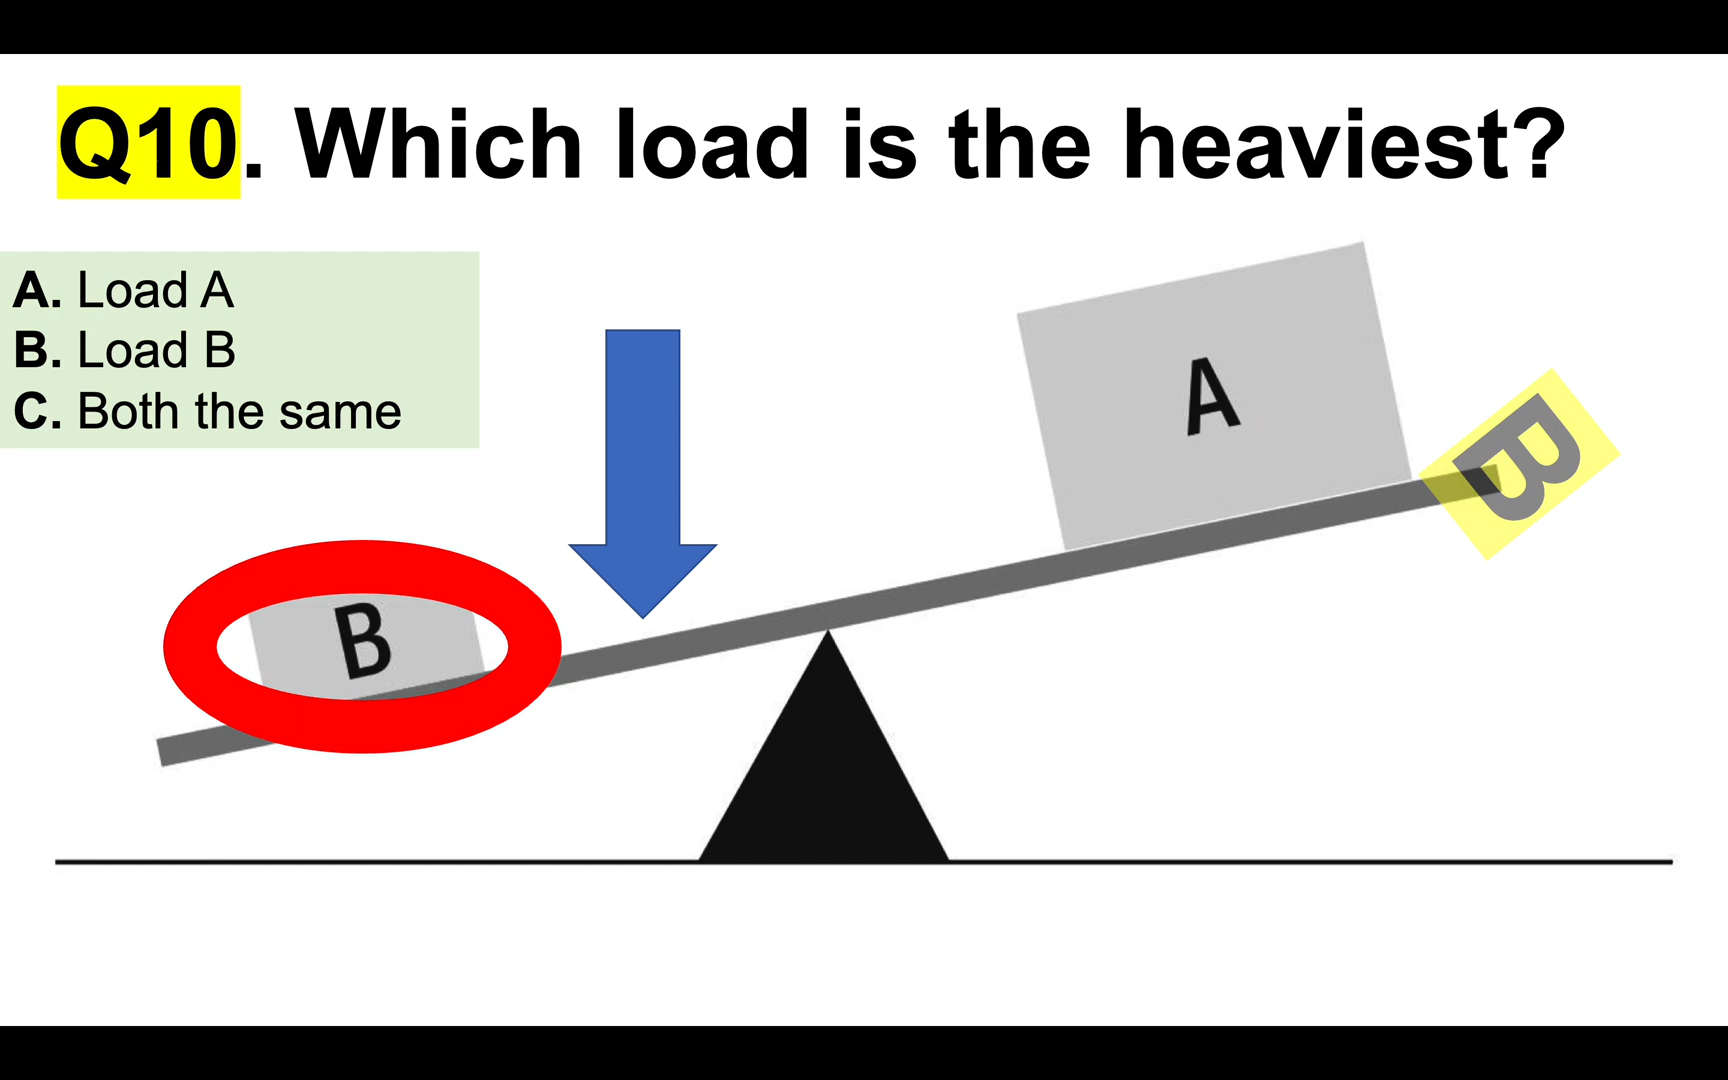 Q10. Which load is the heaviest?
A. Load A
B. Load B
C. Both the same
A
B
B